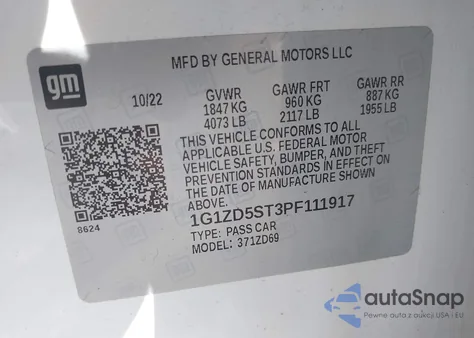 MFD BY GENERAL MOTORS LLC
gm
10/22
GVWR GAWR FRT GAWR RR
1847 KG 960 KG 887 KG
4073 LB 2117 LB 1955 LB
THIS VEHICLE CONFORMS TO ALL
APPLICABLE U.S. FEDERAL MOTOR
VEHICLE SAFETY, BUMPER, AND THEFT
PREVENTION STANDARDS IN EFFECT
ON THE DATE OF MANUFACTURE SHOWN
ABOVE.
8624
1G1ZD5ST3PF111917
TYPE: PASS CAR
MODEL: 371ZD69
autoSnap
Pewne auta z aukcji USA i EU